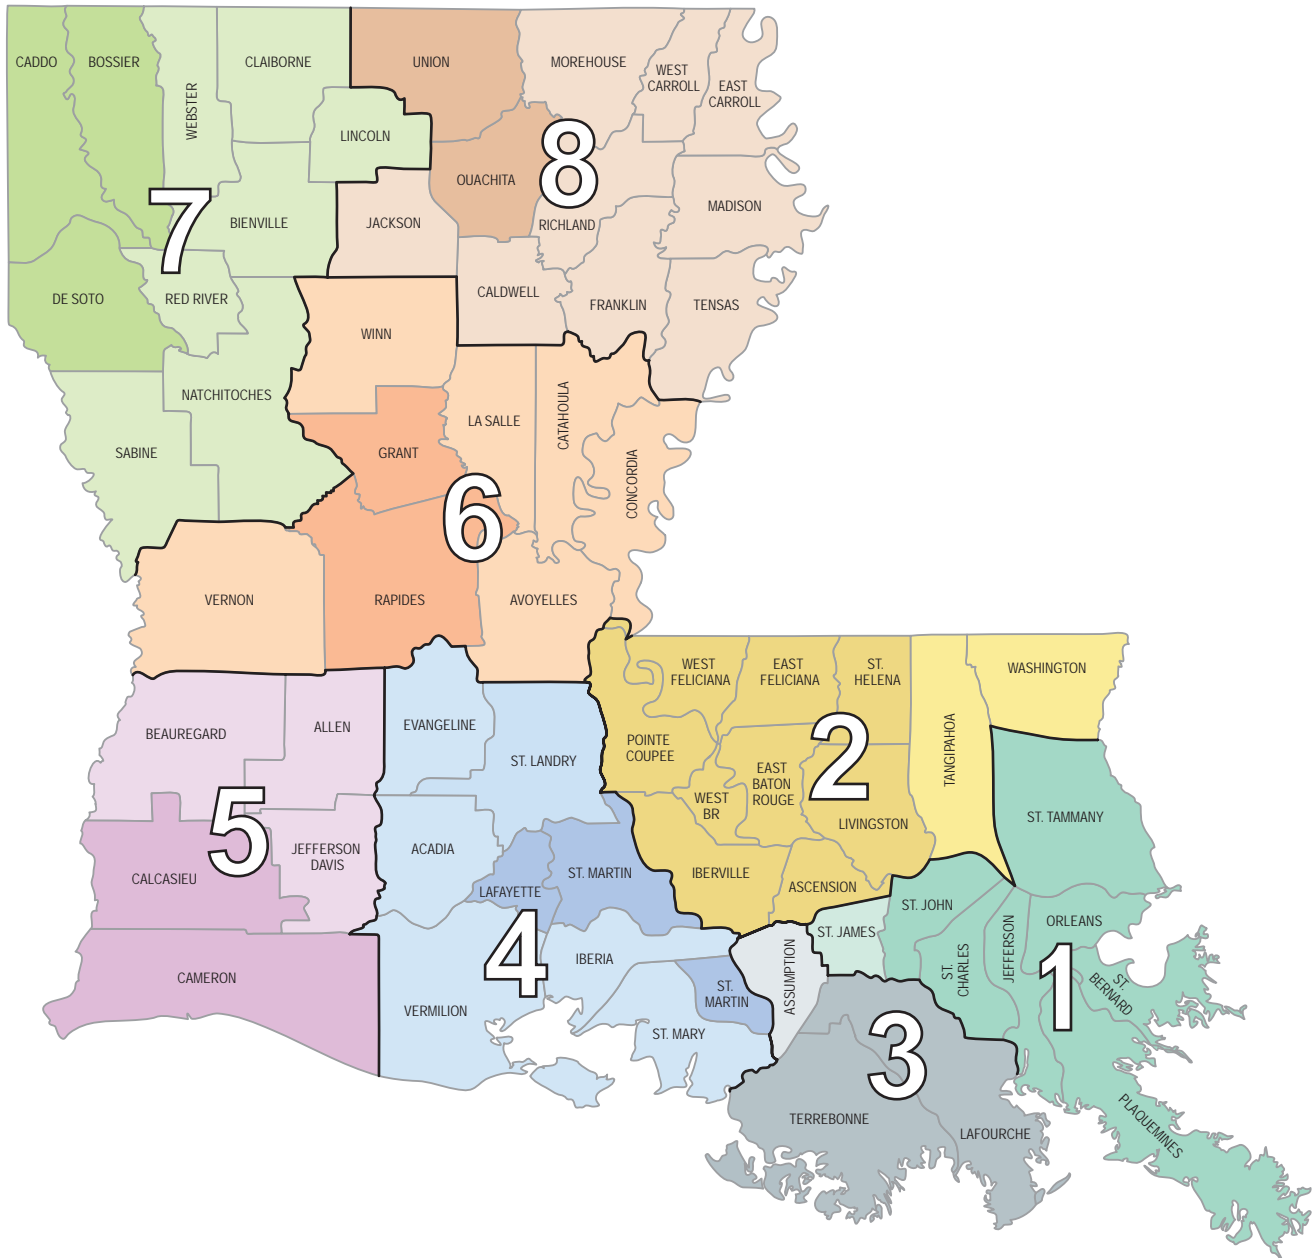 CADDO
BOSSIER
WEBSTER
CLAIBORNE
UNION
MOREHOUSE
WEST
CARROLL
EAST
CARROLL
LINCOLN
8
OUACHITA
7
BIENVILLE
JACKSON
RICHLAND
MADISON
DE SOTO
RED RIVER
CALDWELL
FRANKLIN
TENSAS
WINN
NATCHITOCHES
SABINE
GRANT
LA SALLE
CATAHOULA
CONCORDIA
6
VERNON
RAPIDES
AVOYELLES
BEAUREGARD
ALLEN
EVANGELINE
ST. LANDRY
POINTE
COUPEE
WEST
FELICIANA
EAST
FELICIANA
ST.
HELENA
TANGIPAHOA
WASHINGTON
2
EAST
BATON
ROUGE
WEST
BR
LIVINGSTON
ST. TAMMANY
5
CALCASIEU
JEFFERSON
DAVIS
ACADIA
LAFAYETTE
ST. MARTIN
IBERVILLE
ASCENSION
ST. JOHN
ST. JAMES
ST.
CHARLES
JEFFERSON
ORLEANS
1
ST.
BERNARD
CAMERON
4
VERMILION
IBERIA
ST.
MARTIN
ST. MARY
ASSUMPTION
3
TERREBONNE
LAFOURCHE
PLAQUEMINES